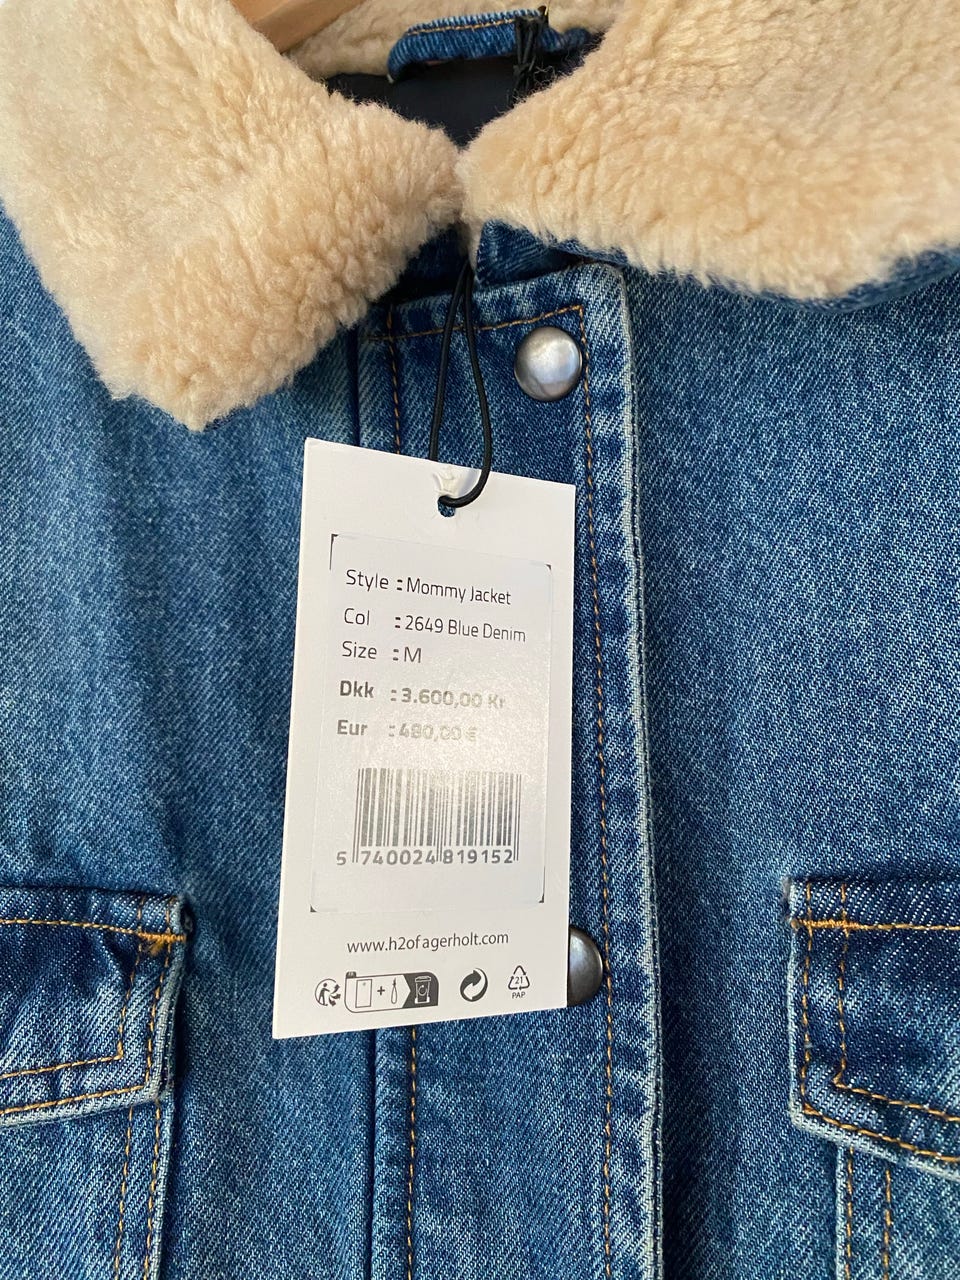 Style : Mommy Jacket
Col : 2649 Blue Denim
Size : M
Dkk : 3.600,00 Kr
Eur : 480,00 €
5 740024 819152
www.h2ofagerholt.com
+
21
PAP